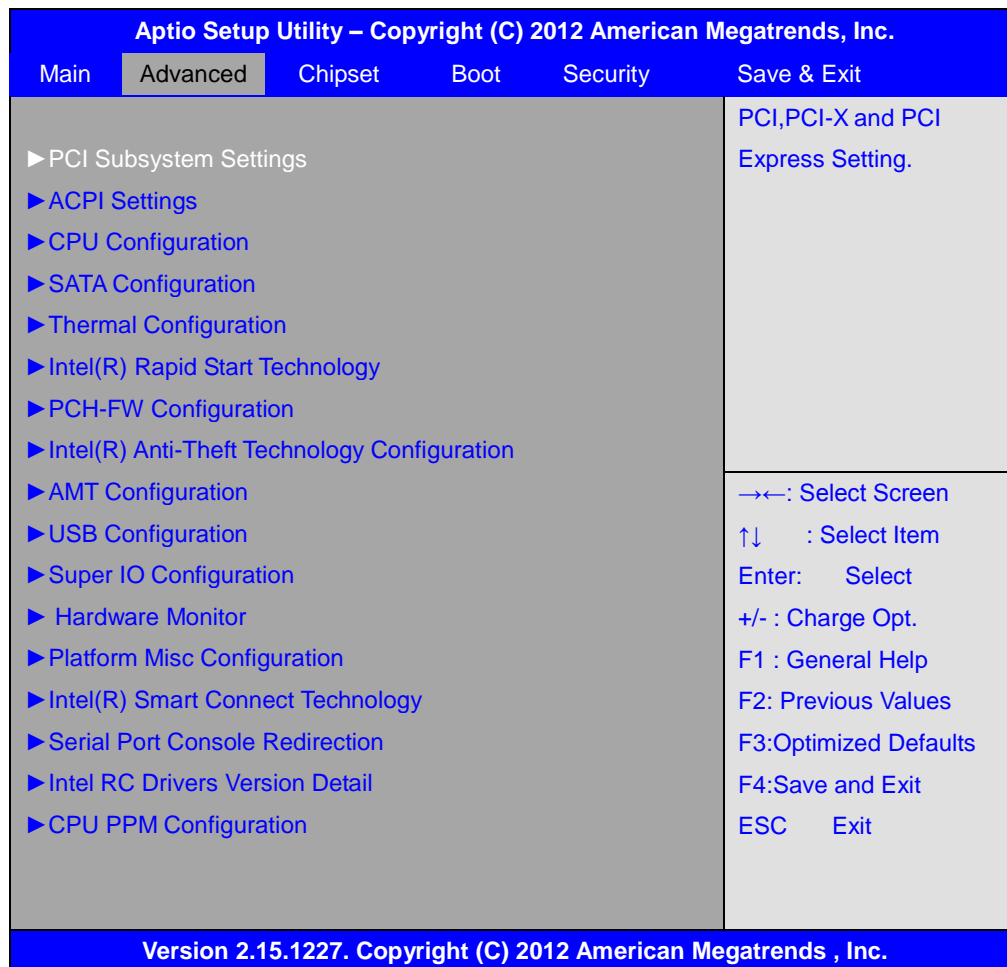 Aptio Setup Utility – Copyright (C) 2012 American Megatrends, Inc.
Main Advanced Chipset Boot Security Save & Exit
►PCI Subsystem Settings
►ACPI Settings
►CPU Configuration
►SATA Configuration
►Thermal Configuration
►Intel(R) Rapid Start Technology
►PCH-FW Configuration
►Intel(R) Anti-Theft Technology Configuration
►AMT Configuration
►USB Configuration
►Super IO Configuration
► Hardware Monitor
►Platform Misc Configuration
►Intel(R) Smart Connect Technology
►Serial Port Console Redirection
►Intel RC Drivers Version Detail
►CPU PPM Configuration
PCI,PCI-X and PCI
Express Setting.
→←: Select Screen
↑↓ : Select Item
Enter: Select
+/- : Charge Opt.
F1 : General Help
F2: Previous Values
F3:Optimized Defaults
F4:Save and Exit
ESC Exit
Version 2.15.1227. Copyright (C) 2012 American Megatrends , Inc.